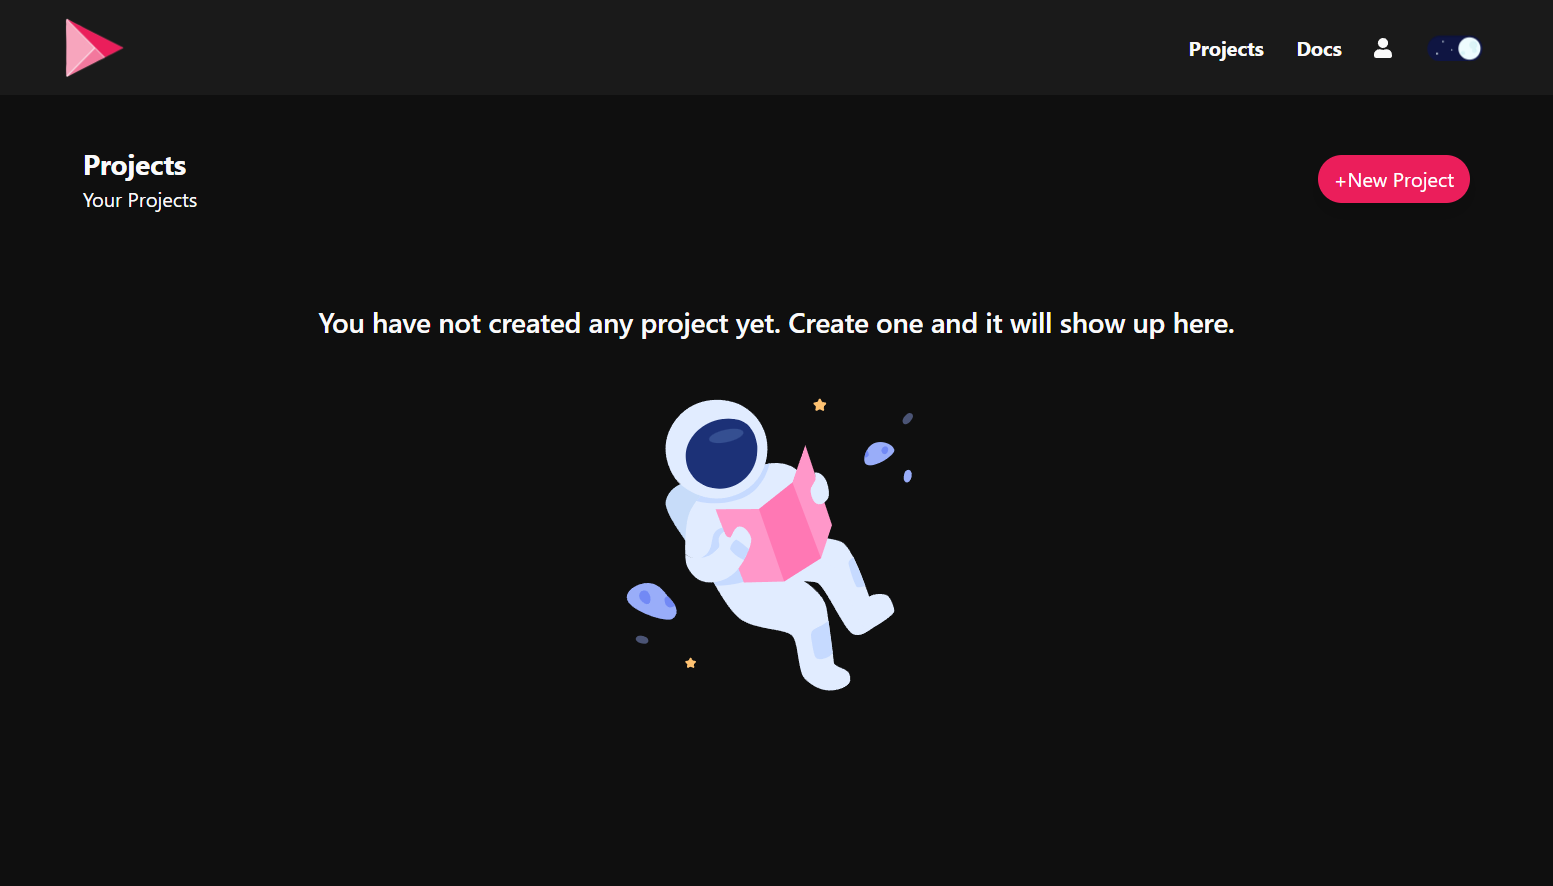 Projects
Docs
Projects
Your Projects
+New Project
You have not created any project yet. Create one and it will show up here.